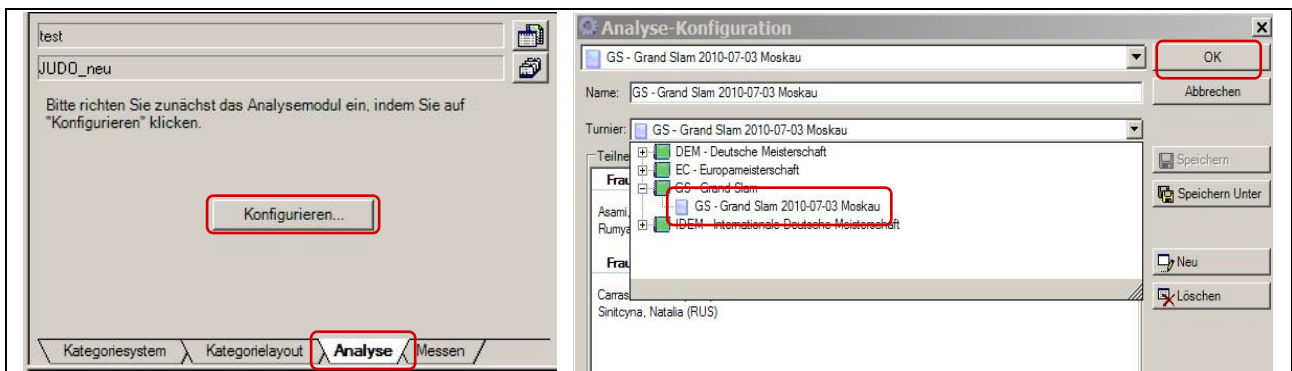 test
JUDO_neu
Bitte richten Sie zunächst das Analysemodul ein, indem Sie auf
"Konfigurieren" klicken.
Konfigurieren...
Kategoriesystem
Kategorielayout
Analyse
Messen
Analyse-Konfiguration
GS - Grand Slam 2010-07-03 Moskau
OK
Name: GS - Grand Slam 2010-07-03 Moskau
Abbrechen
Turnier: GS - Grand Slam 2010-07-03 Moskau
Teilne
DEM - Deutsche Meisterschaft
EC - Europameisterschaft
GS - Grand Slam
GS - Grand Slam 2010-07-03 Moskau
IDEM - Internationale Deutsche Meisterschaft
Frau
Asami,
Rumya
Frau
Carras
Sinitcyna, Natalia (RUS)
Speichern
Speichern Unter
Neu
Löschen